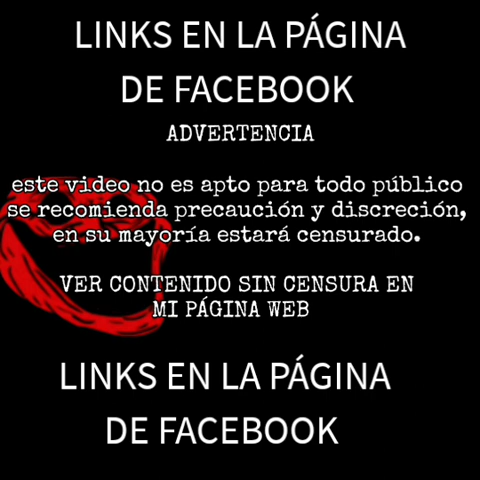 LINKS EN LA PÁGINA
DE FACEBOOK
ADVERTENCIA
este video no es apto para todo público
se recomienda precaución y discreción,
en su mayoría estará censurado.
VER CONTENIDO SIN CENSURA EN
MI PÁGINA WEB
LINKS EN LA PÁGINA
DE FACEBOOK